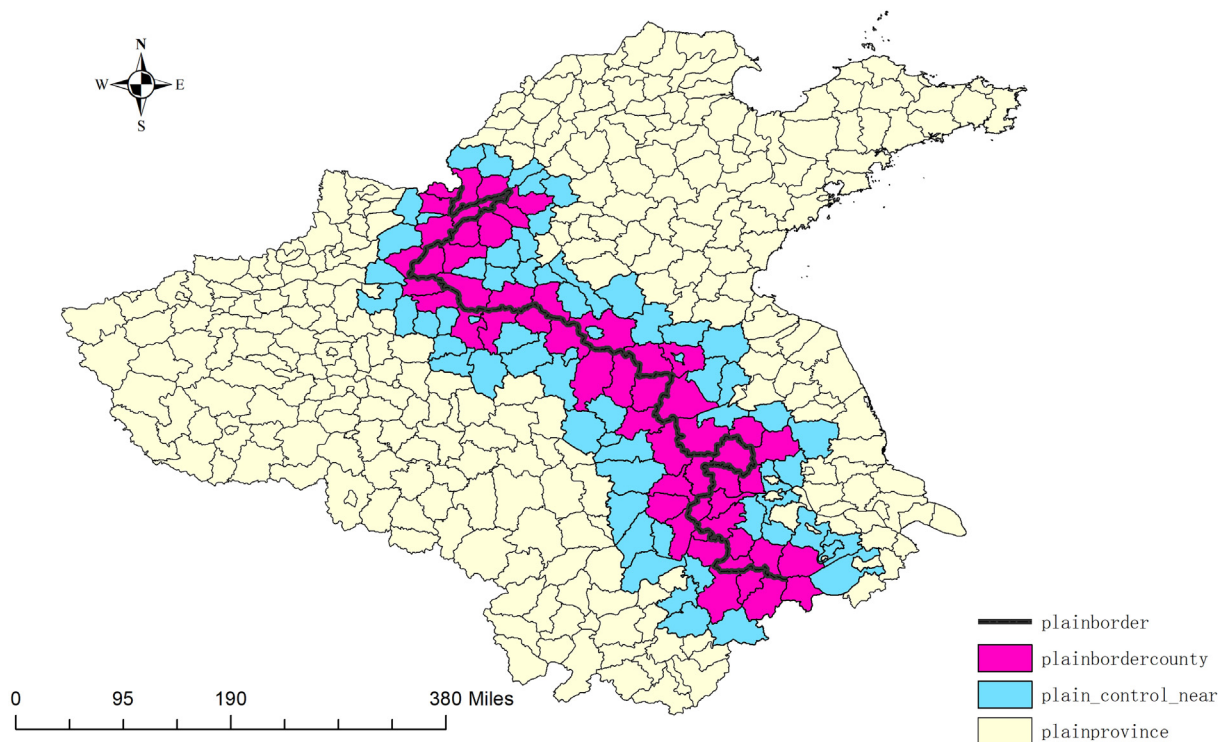 N
W E
S
plainborder
plainbordercounty
plain_control_near
plainprovince
0 95 190 380 Miles